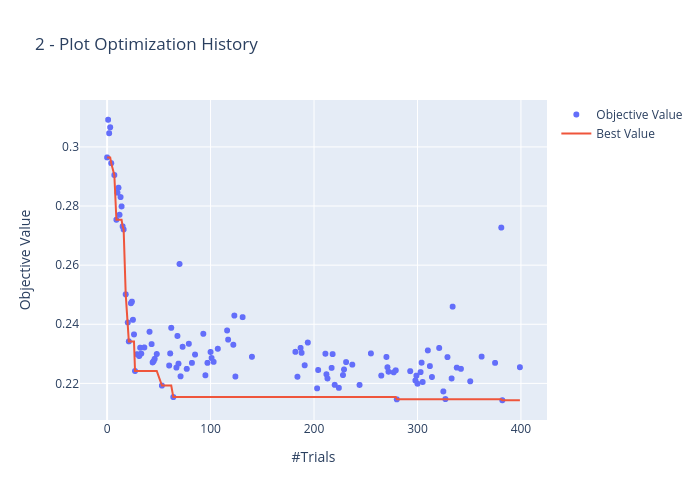 2 - Plot Optimization History
Objective Value
Best Value
0.3
0.28
0.26
0.24
0.22
Objective Value
0
100
200
300
400
#Trials